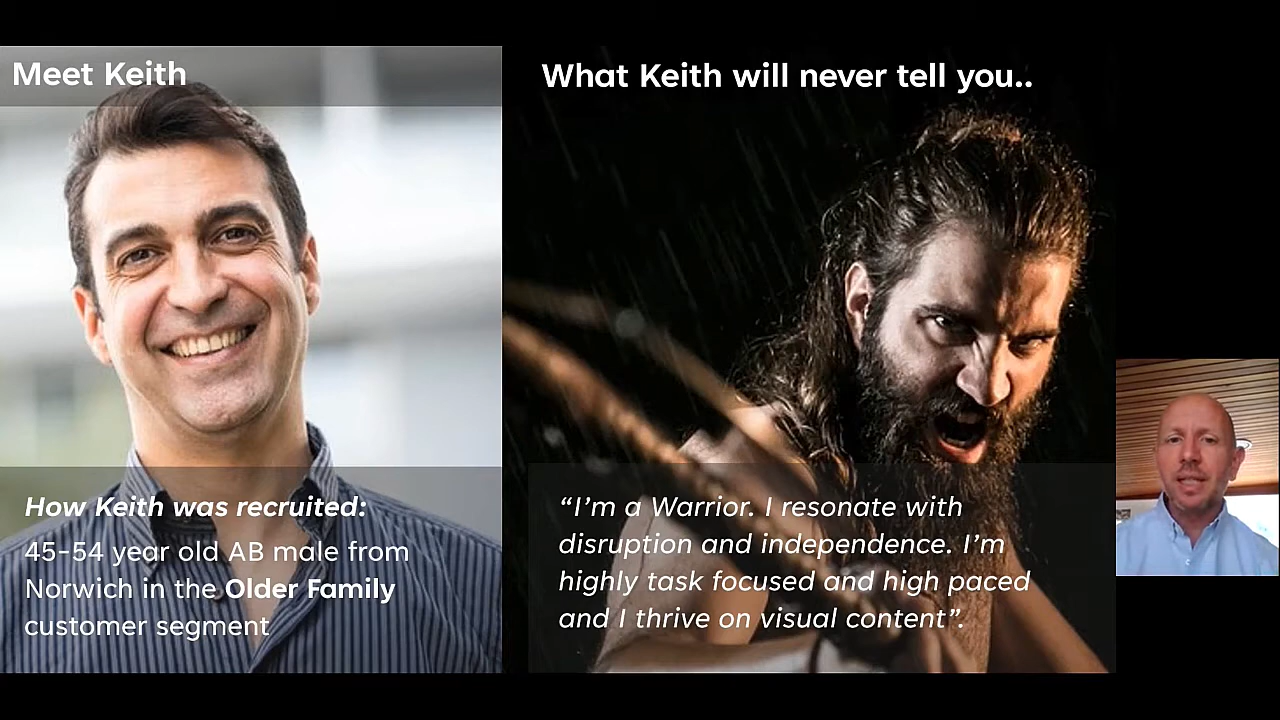 Meet Keith
How Keith was recruited:
45-54 year old AB male from
Norwich in the Older Family
customer segment
What Keith will never tell you..
“I’m a Warrior. I resonate with
disruption and independence. I’m
highly task focused and high paced
and I thrive on visual content”.